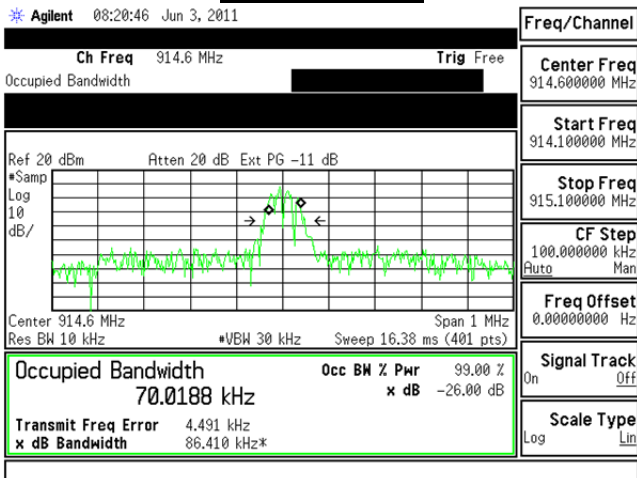 Agilent 08:20:46 Jun 3, 2011
Ch Freq 914.6 MHz Trig Free
Occupied Bandwidth
Ref 20 dBm Atten 20 dB Ext PG -11 dB
#Samp
Log
10
dB/
Center 914.6 MHz Span 1 MHz
Res BW 10 kHz #VBW 30 kHz Sweep 16.38 ms (401 pts)
Occupied Bandwidth Occ BW % Pwr 99.00 %
70.0188 kHz x dB -26.00 dB
Transmit Freq Error 4.491 kHz
x dB Bandwidth 86.410 kHz*
Freq/Channel
Center Freq
914.600000 MHz
Start Freq
914.100000 MHz
Stop Freq
915.100000 MHz
CF Step
100.000000 kHz
Auto Man
Freq Offset
0.00000000 Hz
Signal Track
On Off
Scale Type
Log Lin